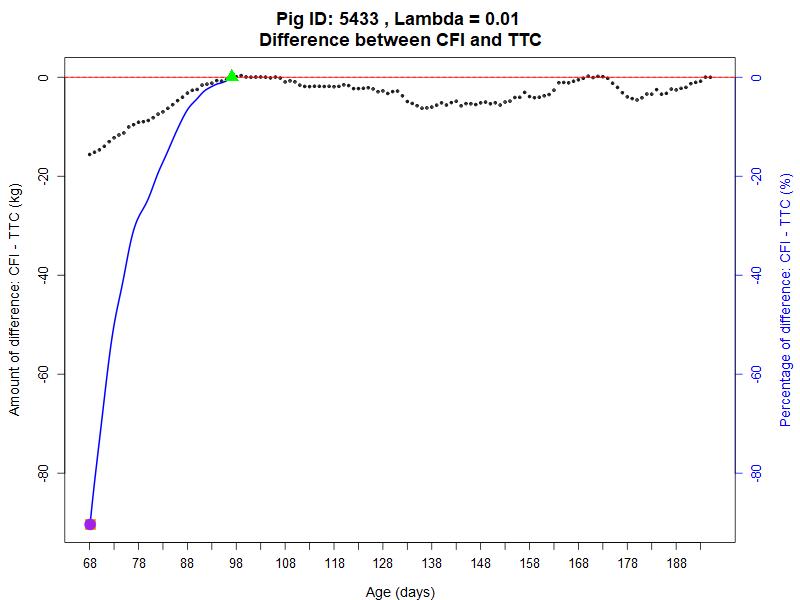 Pig ID: 5433 , Lambda = 0.01
Difference between CFI and TTC
Amount of difference: CFI - TTC (kg)
0
-20
-40
-60
-80
0
-20
-40
-60
-80
Percentage of difference: CFI - TTC (%)
68 78 88 98 108 118 128 138 148 158 168 178 188
Age (days)